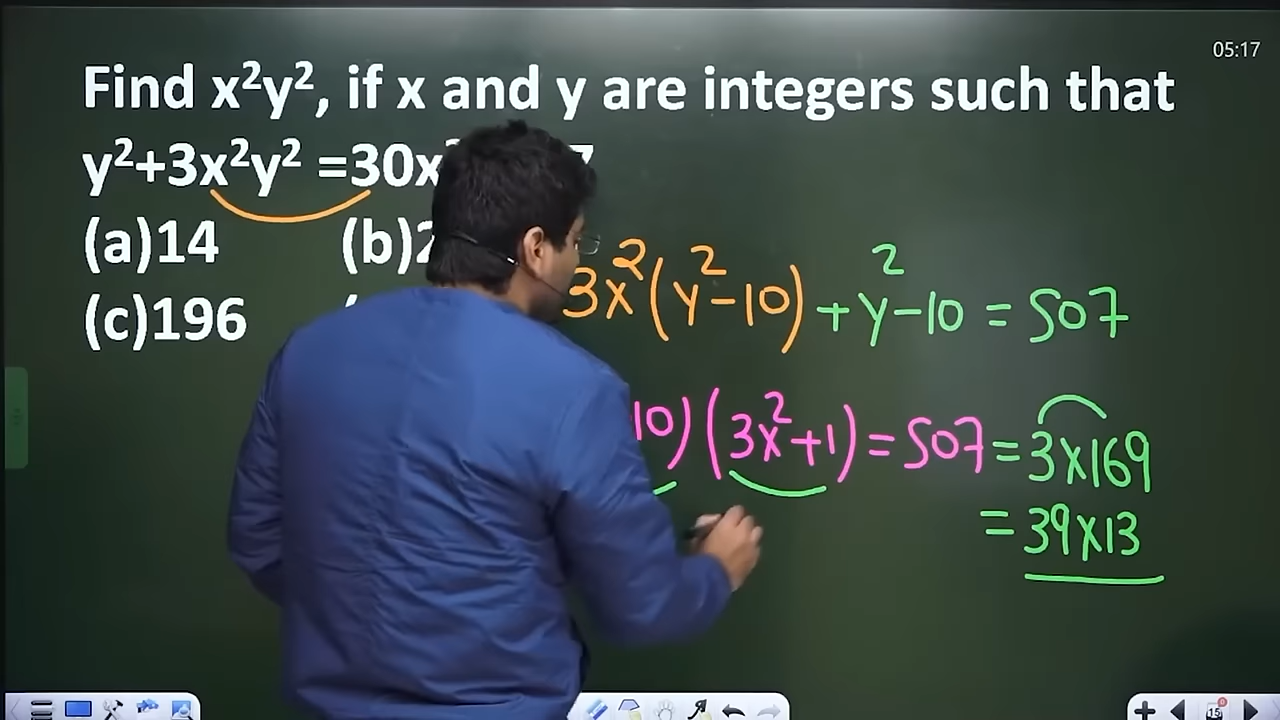 05:17
Find x²y², if x and y are integers such that
y²+3x²y² =30x
(a)14 (b)2
(c)196 (
3x²(y²-10) + y²-10 = 507
10) (3x²+1) = 507 = 3x169
= 39x13
15